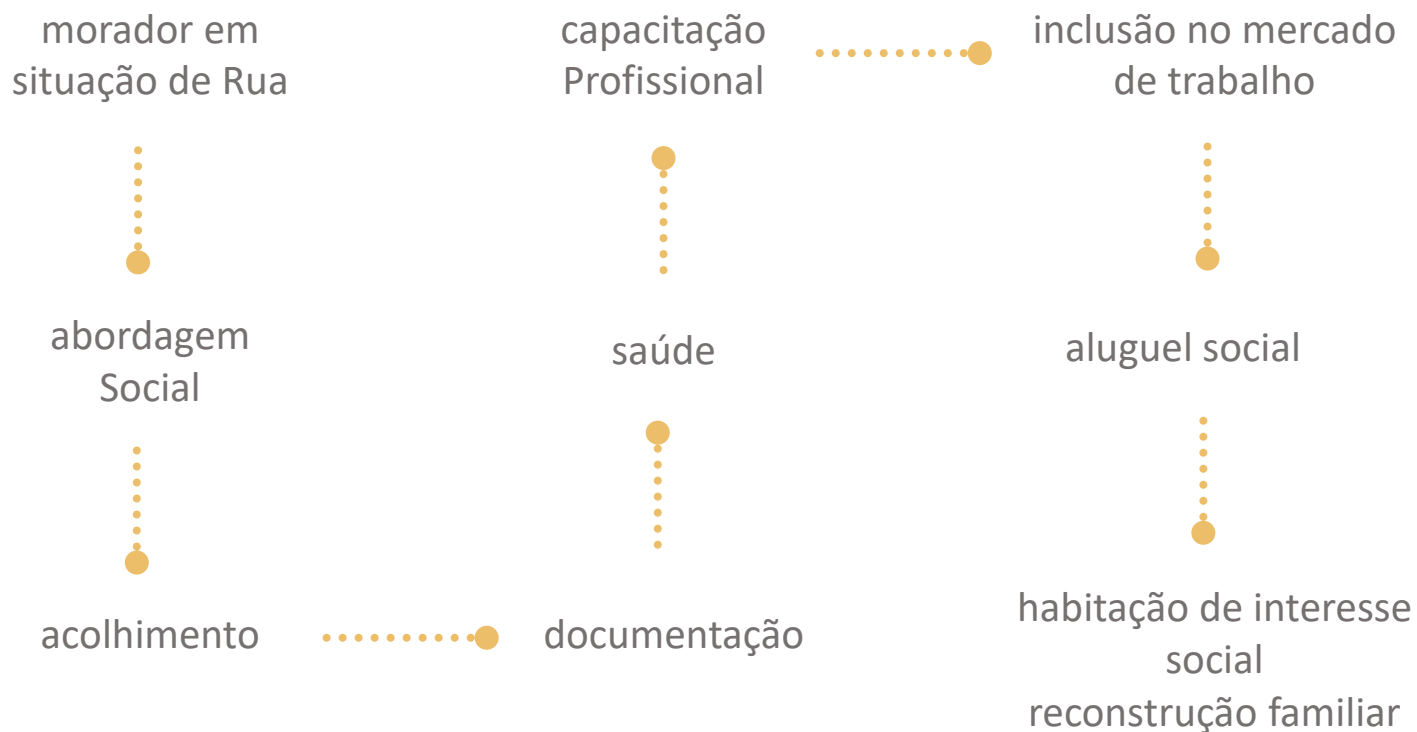 morador em
situação de Rua
abordagem
Social
acolhimento
documentação
saúde
capacitação
Profissional
inclusão no mercado
de trabalho
aluguel social
habitação de interesse
social
reconstrução familiar